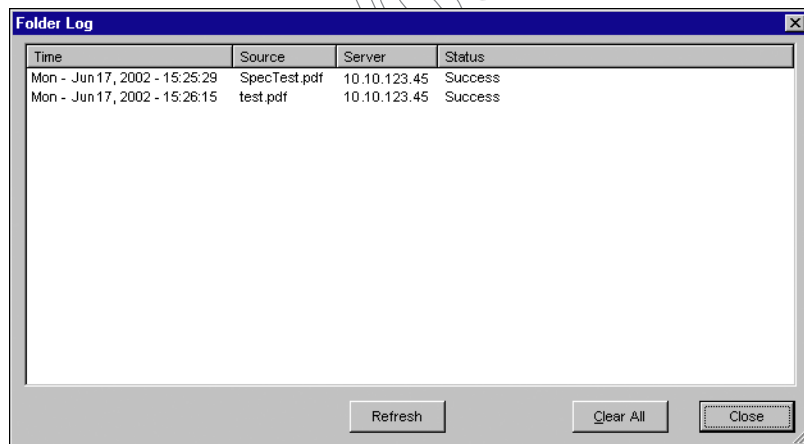 Folder Log
Time Source Server Status
Mon - Jun 17, 2002 - 15:25:29 SpecTest.pdf 10.10.123.45 Success
Mon - Jun 17, 2002 - 15:26:15 test.pdf 10.10.123.45 Success
Refresh Clear All Close